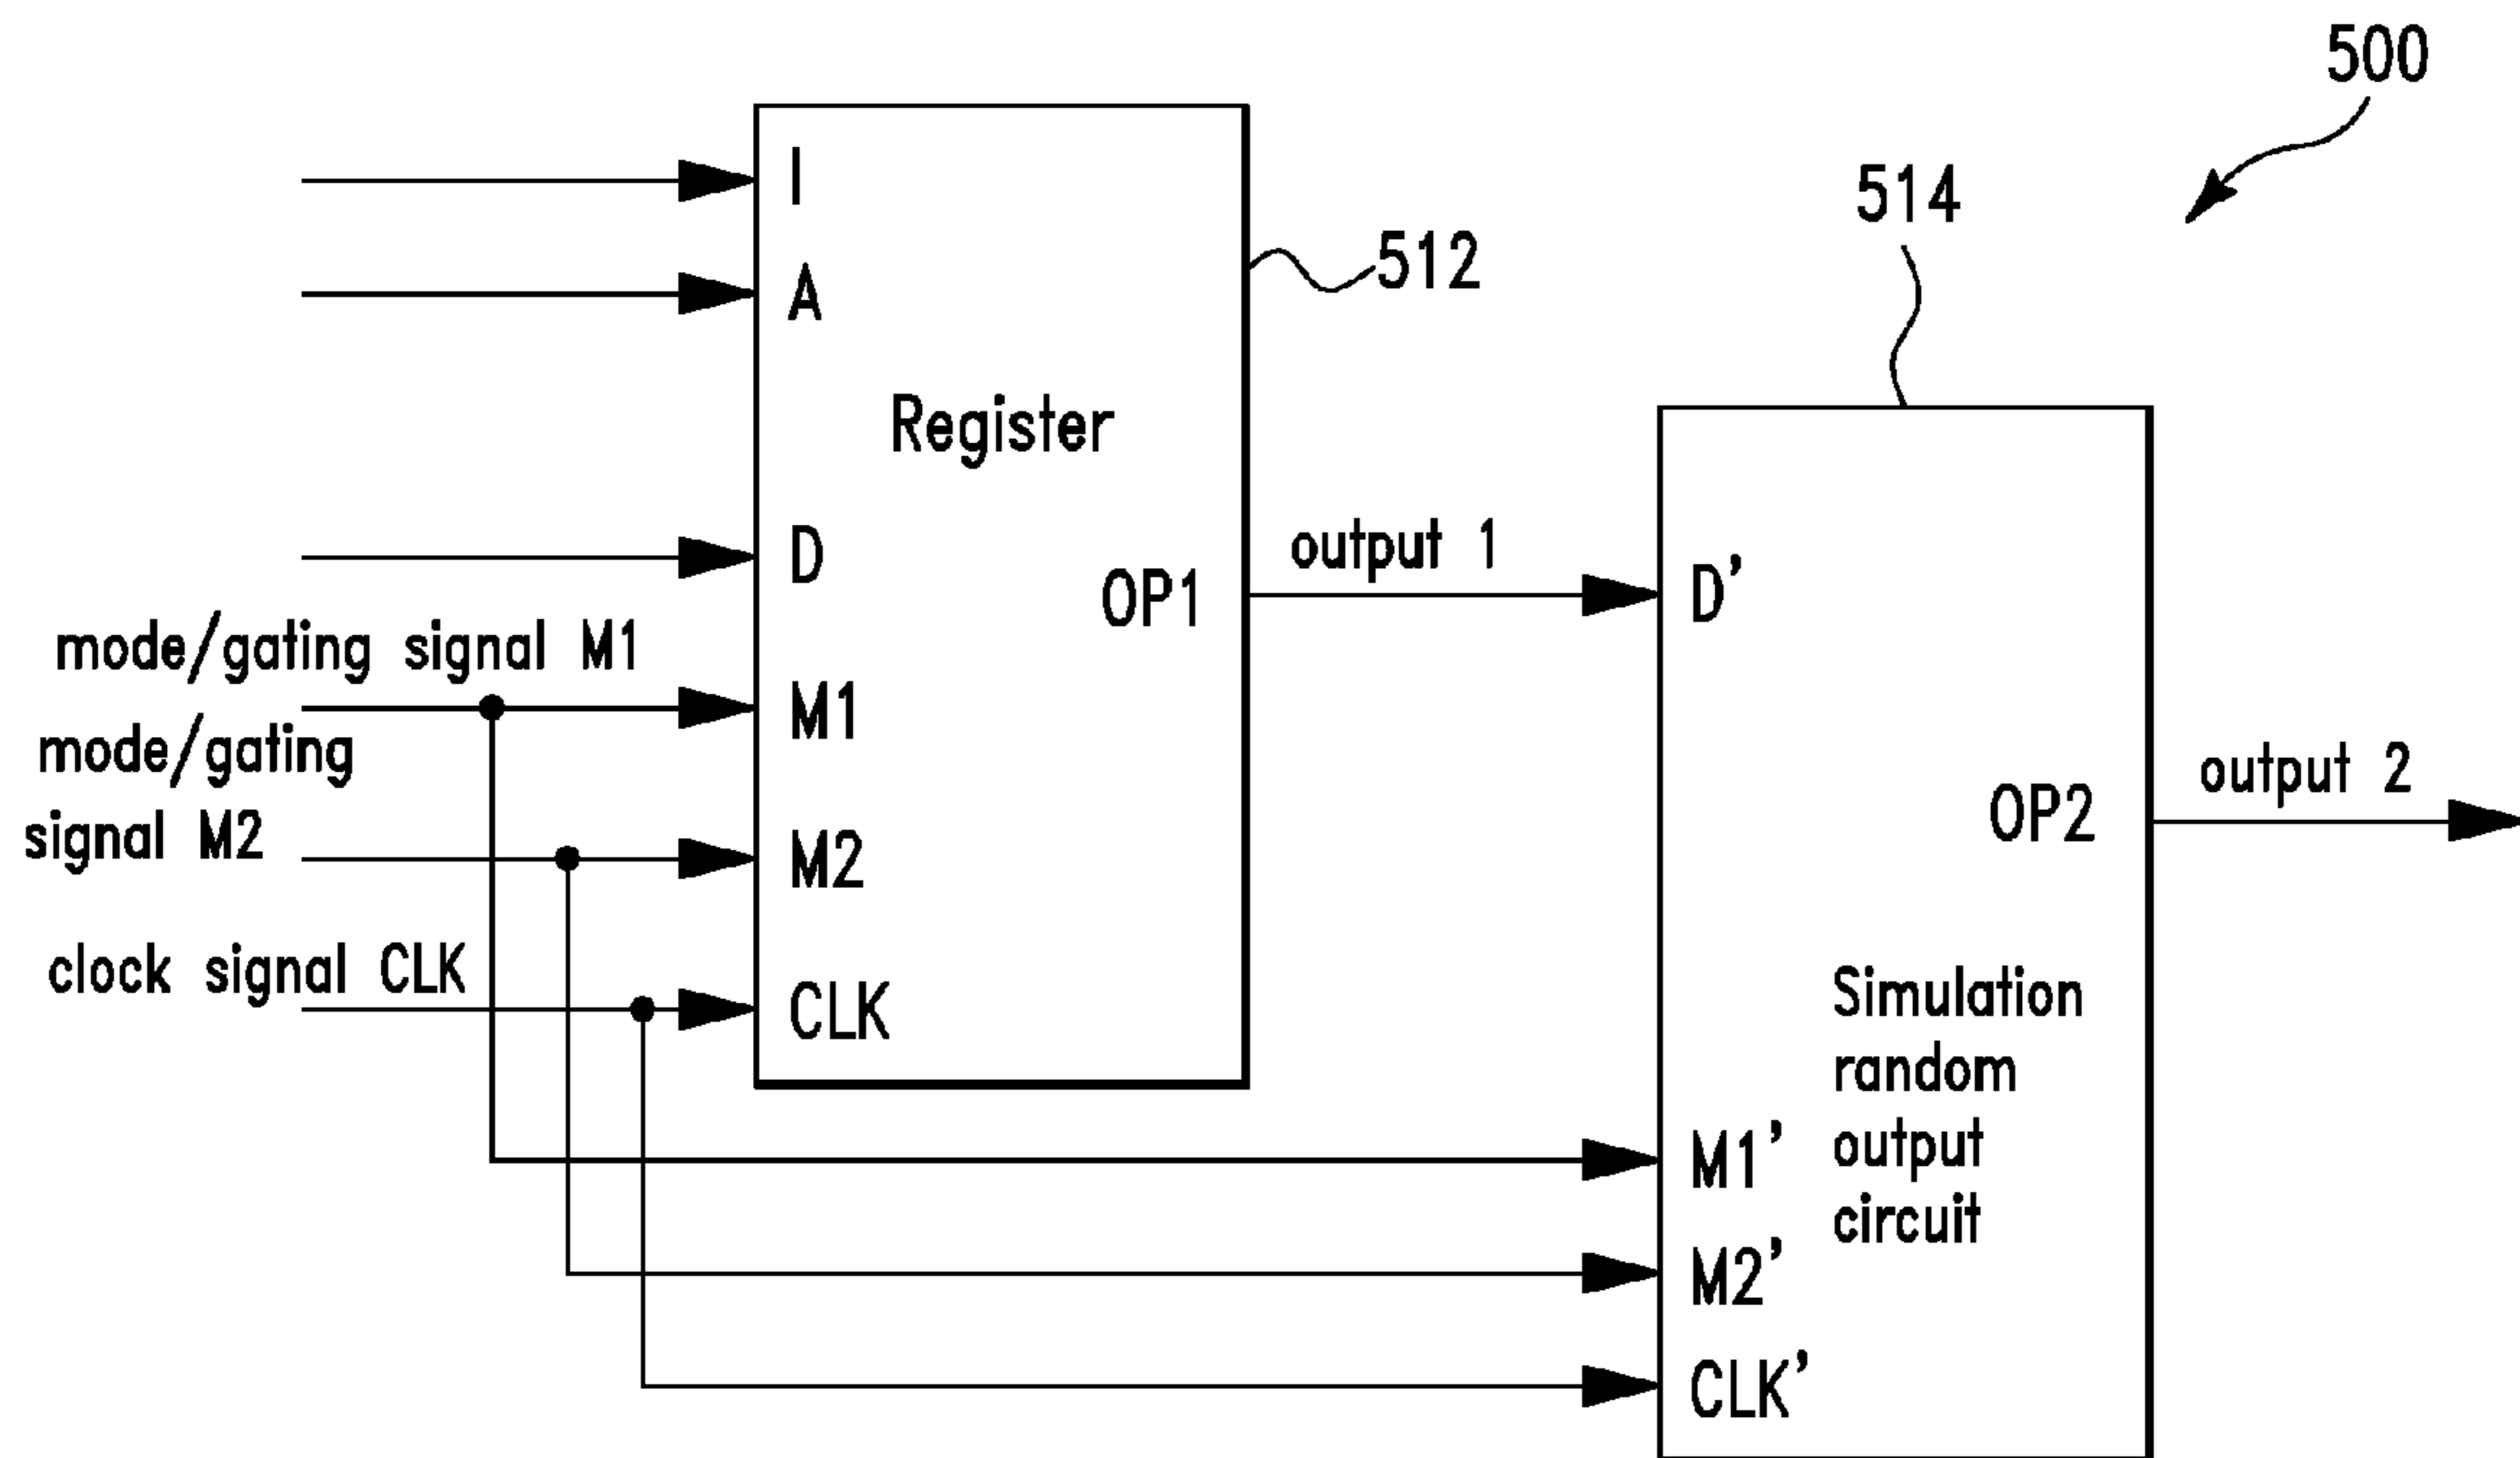 500
514
512
I
A
Register
D
OP1
output 1
D'
mode/gating signal M1
M1
mode/gating
signal M2
M2
clock signal CLK
CLK
OP2
output 2
Simulation
random
output
circuit
M1'
M2'
CLK'